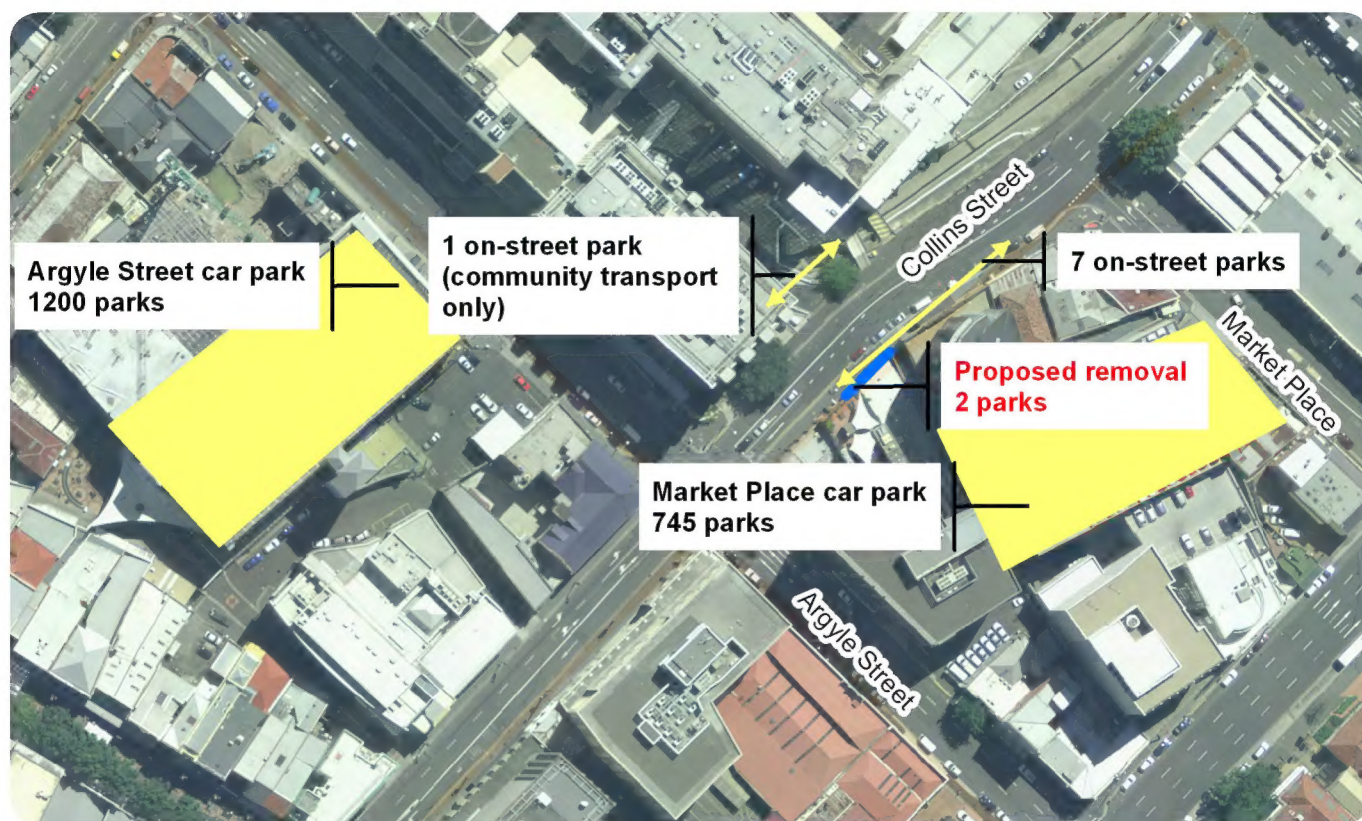 Argyle Street car park
1200 parks
1 on-street park
(community transport
only)
Collins Street
7 on-street parks
Market Place
Proposed removal
2 parks
Market Place car park
745 parks
Argyle Street